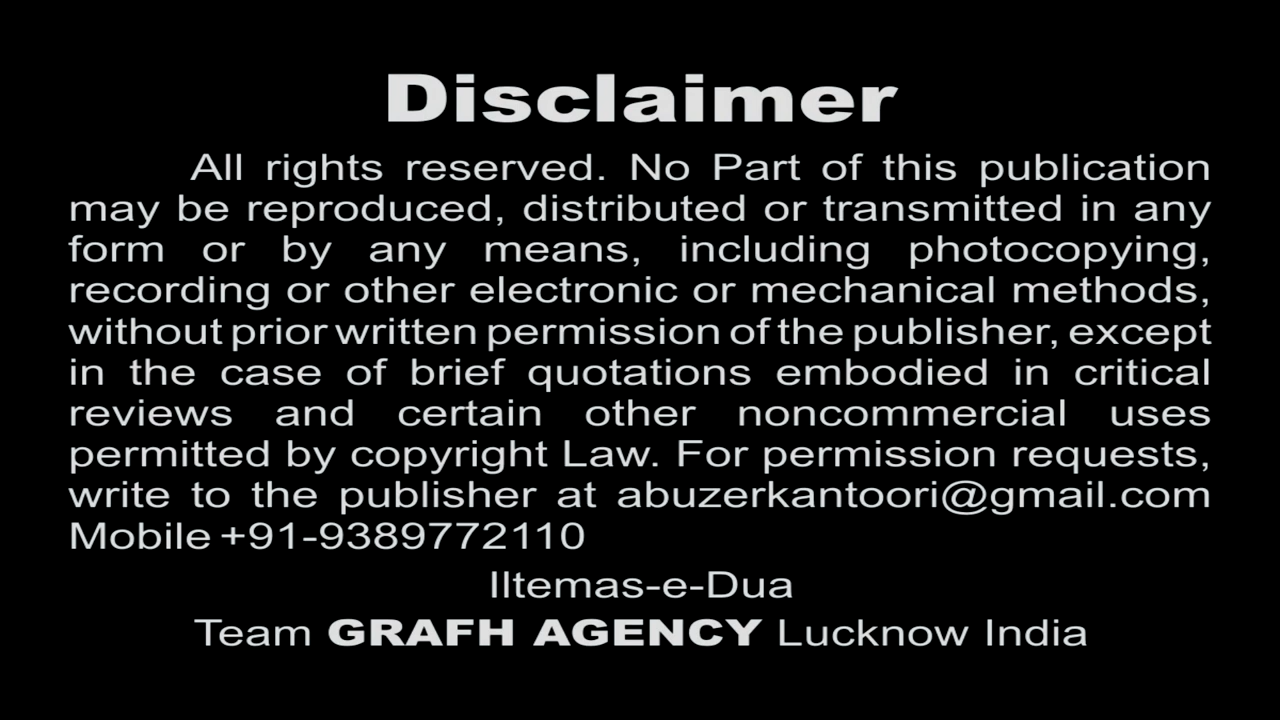 Disclaimer
All rights reserved. No Part of this publication
may be reproduced, distributed or transmitted in any
form or by any means, including photocopying,
recording or other electronic or mechanical methods,
without prior written permission of the publisher, except
in the case of brief quotations embodied in critical
reviews and certain other noncommercial uses
permitted by copyright Law. For permission requests,
write to the publisher at abuzerkantoori@gmail.com
Mobile +91-9389772110
Iltemas-e-Dua
Team GRAFH AGENCY Lucknow India